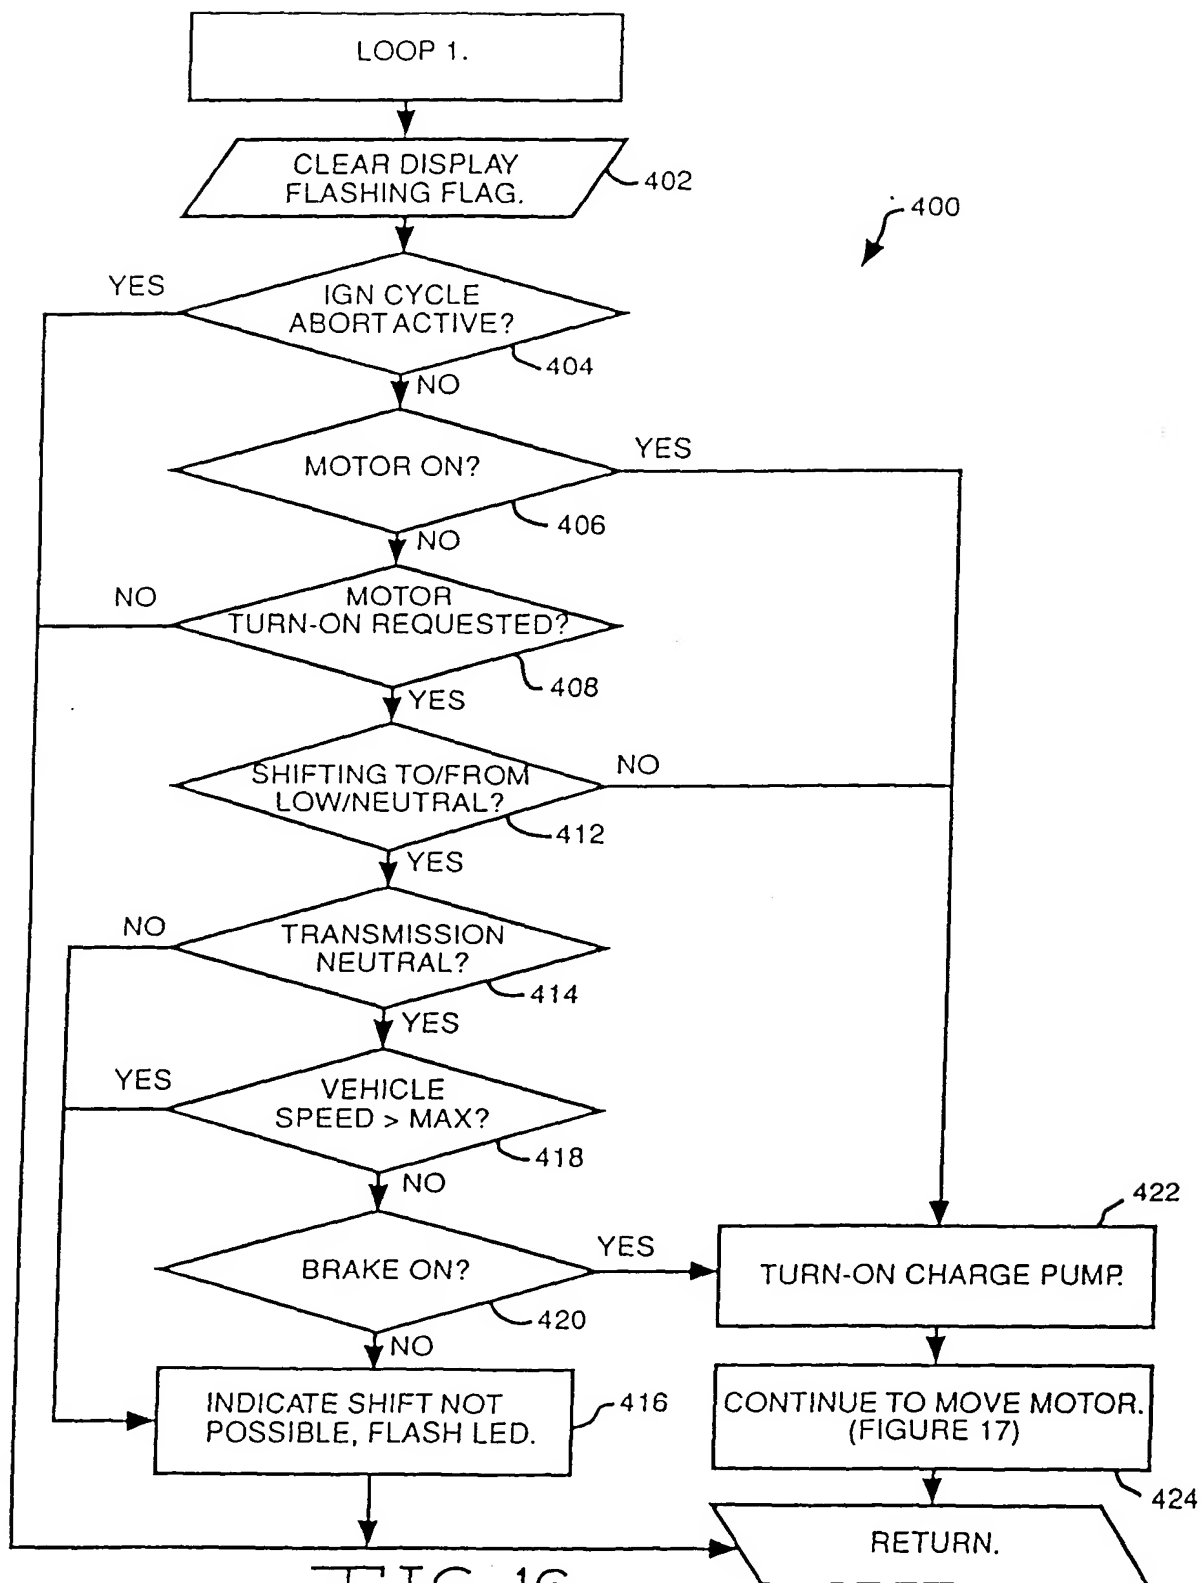 LOOP 1.
CLEAR DISPLAY
FLASHING FLAG.
402
400
YES
IGN CYCLE
ABORT ACTIVE?
404
NO
MOTOR ON?
YES
406
NO
NO
MOTOR
TURN-ON REQUESTED?
408
YES
SHIFTING TO/FROM
LOW/NEUTRAL?
NO
412
YES
NO
TRANSMISSION
NEUTRAL?
414
YES
YES
VEHICLE
SPEED > MAX?
418
NO
422
BRAKE ON?
YES
TURN-ON CHARGE PUMP.
420
NO
INDICATE SHIFT NOT
POSSIBLE, FLASH LED.
416
CONTINUE TO MOVE MOTOR.
(FIGURE 17)
424
RETURN.